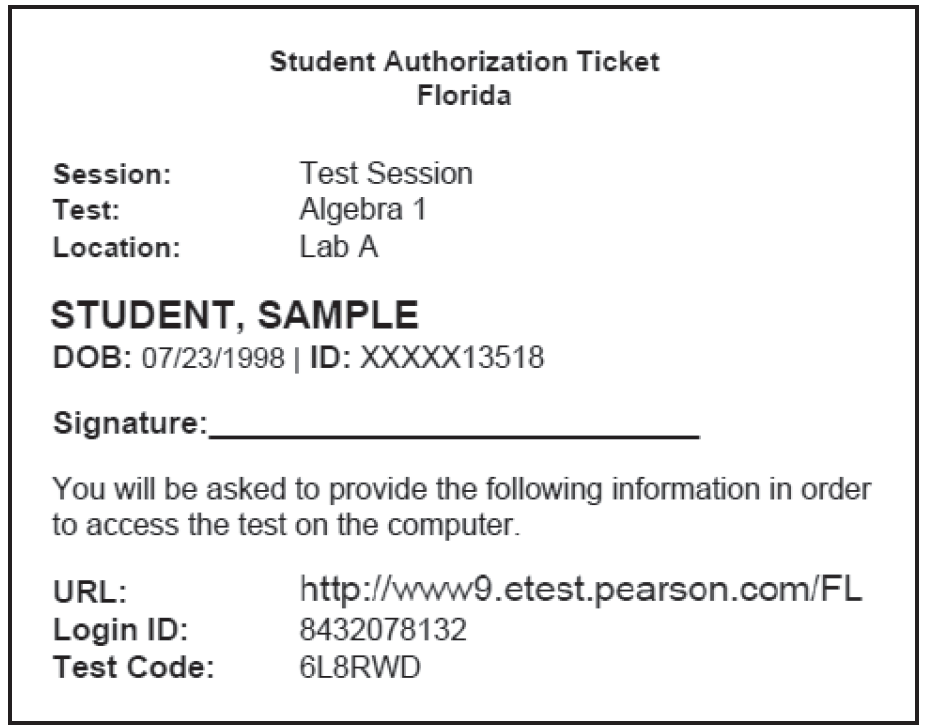 Student Authorization Ticket
Florida
Session: Test Session
Test: Algebra 1
Location: Lab A
STUDENT, SAMPLE
DOB: 07/23/1998 | ID: XXXXX13518
Signature:
You will be asked to provide the following information in order
to access the test on the computer.
URL: http://www9.etest.pearson.com/FL
Login ID: 8432078132
Test Code: 6L8RWD